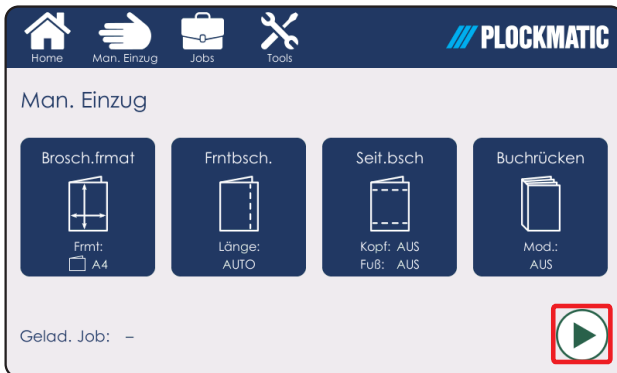 Home Man. Einzug Jobs Tools PLOCKMATIC
Man. Einzug
Brosch.frmat Frntbsch. Seit.bsch Buchrücken
Frmt: Länge: Kopf: AUS Mod.:
A4 AUTO Fuß: AUS AUS
Gelad. Job: –